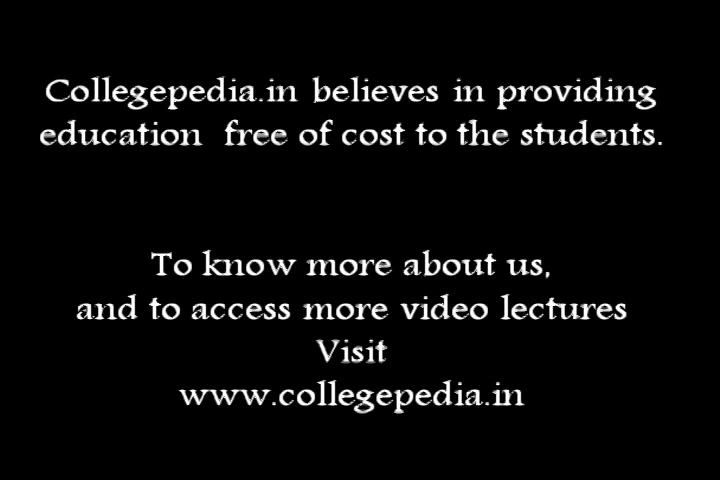 Collegepedia.in believes in providing
education free of cost to the students.
To know more about us,
and to access more video lectures
Visit
www.collegepedia.in